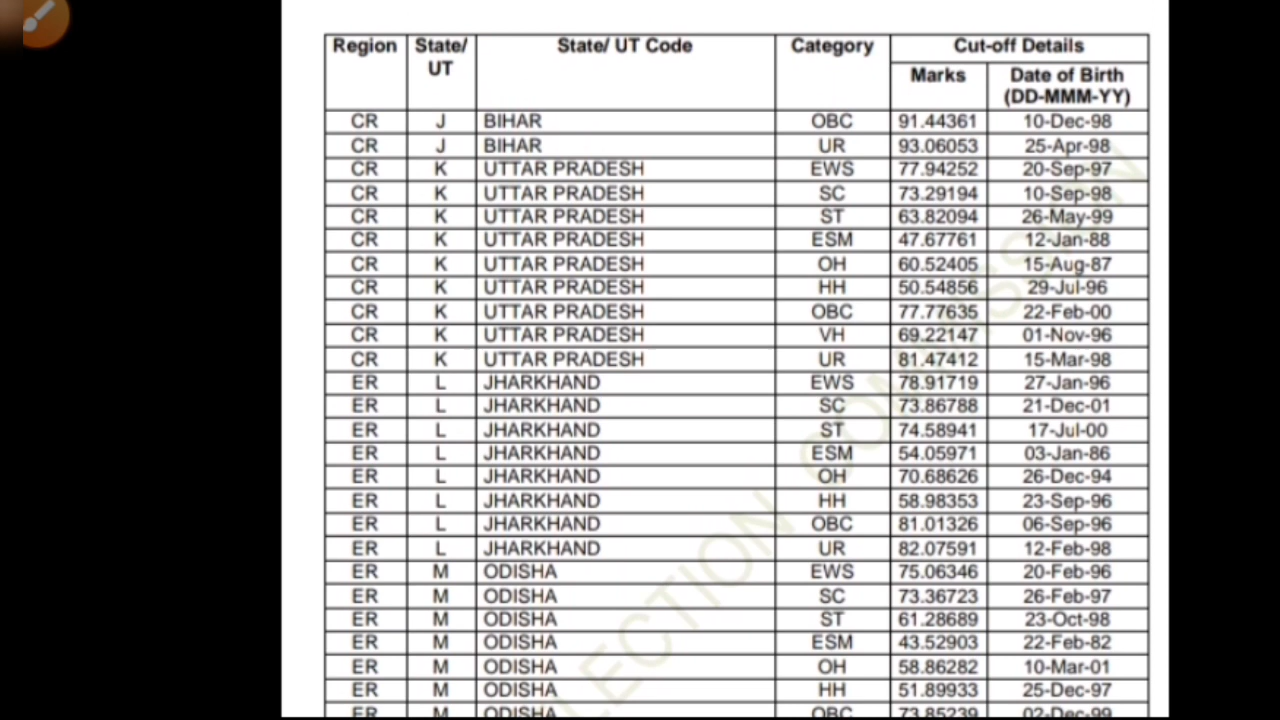 Region State/ UT State/ UT Code Category Cut-off Details
Marks Date of Birth (DD-MMM-YY)
CR J BIHAR OBC 91.44361 10-Dec-98
CR J BIHAR UR 93.06053 25-Apr-98
CR K UTTAR PRADESH EWS 77.94252 20-Sep-97
CR K UTTAR PRADESH SC 73.29194 10-Sep-98
CR K UTTAR PRADESH ST 63.82094 26-May-99
CR K UTTAR PRADESH ESM 47.67761 12-Jan-88
CR K UTTAR PRADESH OH 60.52405 15-Aug-87
CR K UTTAR PRADESH HH 50.54856 29-Jul-96
CR K UTTAR PRADESH OBC 77.77635 22-Feb-00
CR K UTTAR PRADESH VH 69.22147 01-Nov-96
CR K UTTAR PRADESH UR 81.47412 15-Mar-98
ER L JHARKHAND EWS 78.91719 27-Jan-96
ER L JHARKHAND SC 73.86788 21-Dec-01
ER L JHARKHAND ST 74.58941 17-Jul-00
ER L JHARKHAND ESM 54.05971 03-Jan-86
ER L JHARKHAND OH 70.68626 26-Dec-94
ER L JHARKHAND HH 58.98353 23-Sep-96
ER L JHARKHAND OBC 81.01326 06-Sep-96
ER L JHARKHAND UR 82.07591 12-Feb-98
ER M ODISHA EWS 75.06346 20-Feb-96
ER M ODISHA SC 73.36723 26-Feb-97
ER M ODISHA ST 61.28689 23-Oct-98
ER M ODISHA ESM 43.52903 22-Feb-82
ER M ODISHA OH 58.86282 10-Mar-01
ER M ODISHA HH 51.89933 25-Dec-97
ER M ODISHA OBC 73.85239 02-Dec-99